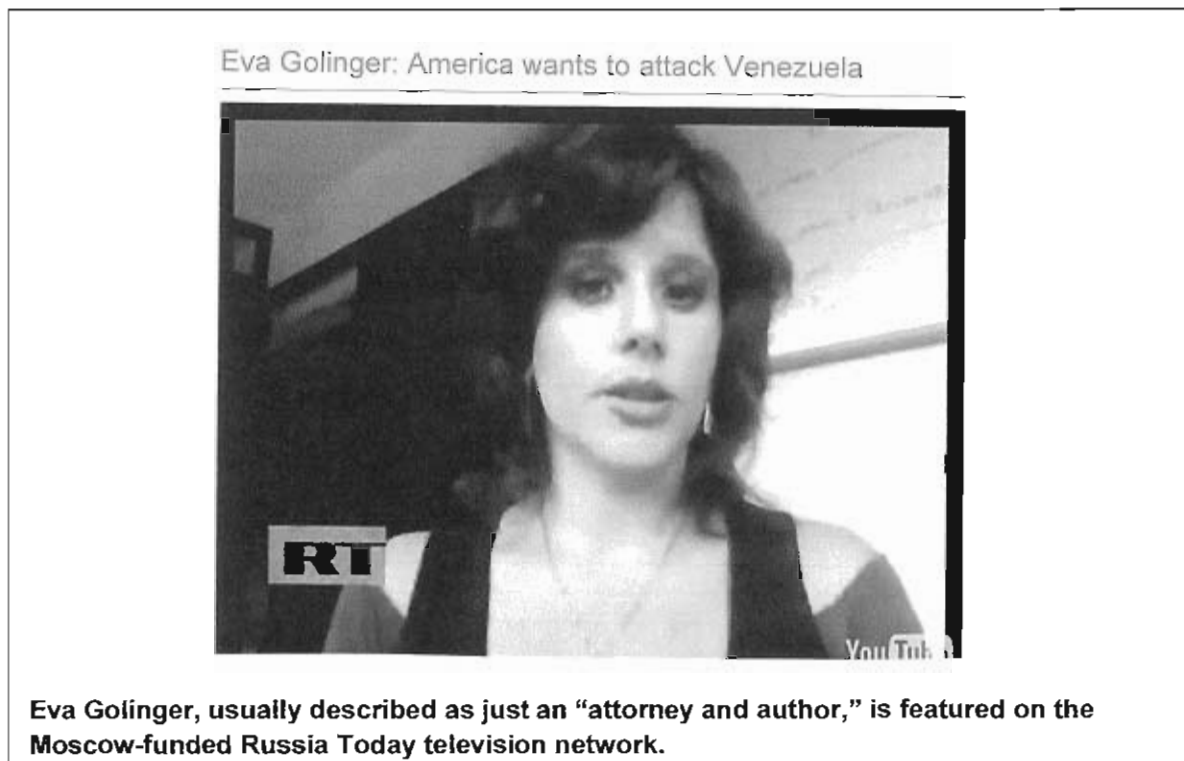 Eva Golinger: America wants to attack Venezuela
RT
YouTube
Eva Golinger, usually described as just an “attorney and author,” is featured on the
Moscow-funded Russia Today television network.